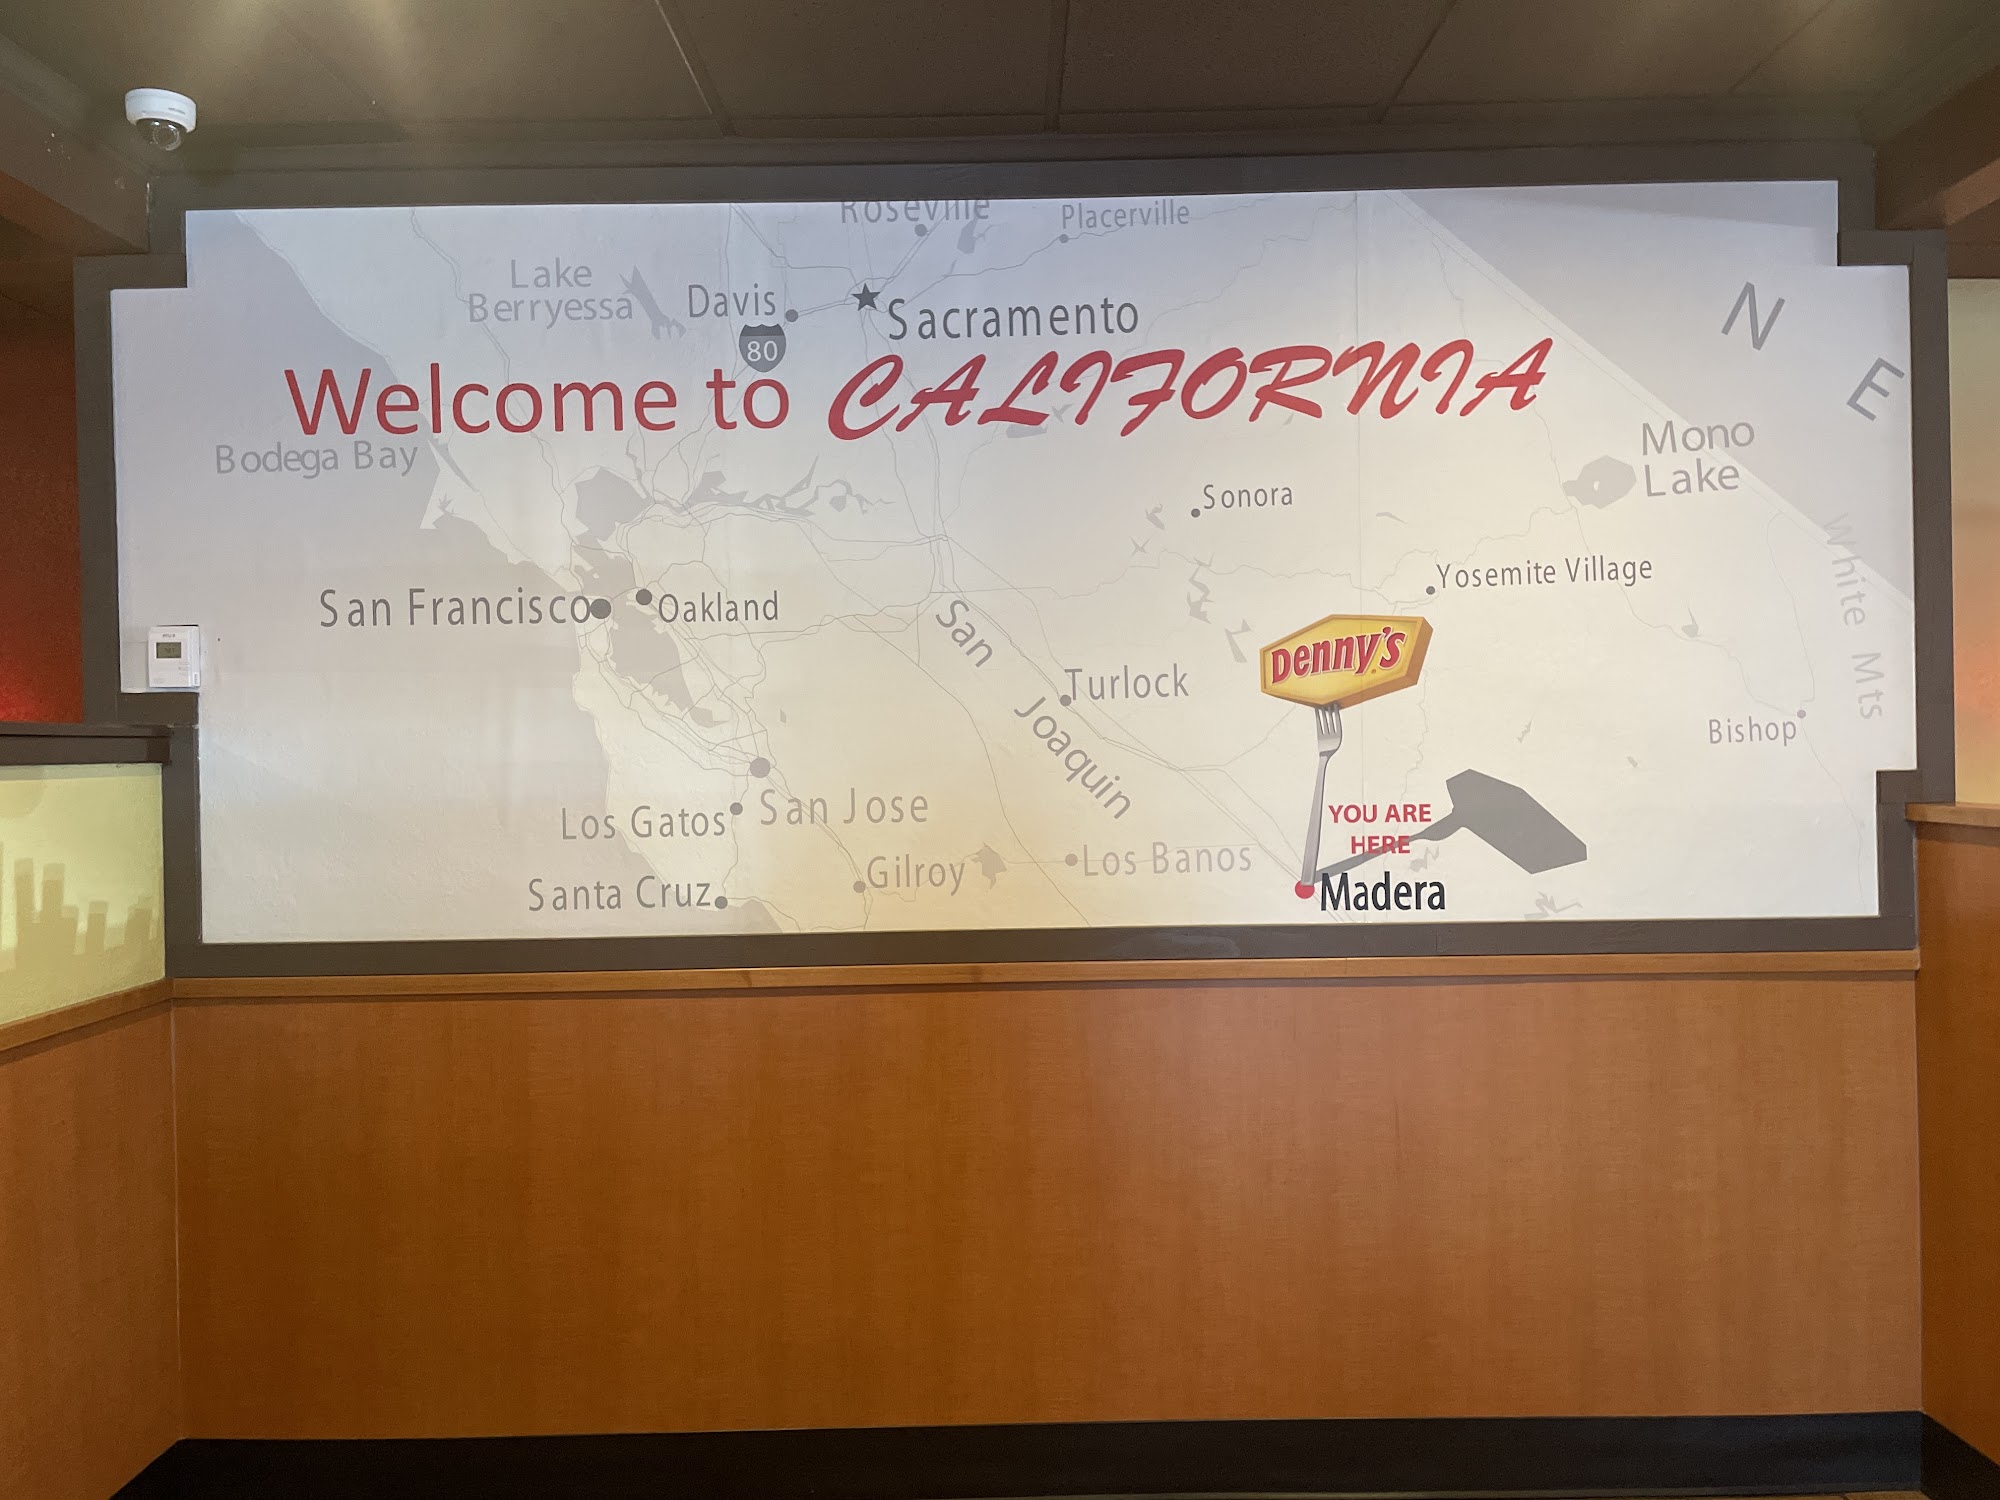 Roseville
Placerville
Lake
Berryessa
Davis
Sacramento
80
N
E
Welcome to CALIFORNIA
Bodega Bay
Mono
Lake
Sonora
Yosemite Village
White Mts
San Francisco
Oakland
San
Joaquin
Denny's
Turlock
Bishop
Los Gatos
San Jose
YOU ARE
HERE
Gilroy
Los Banos
Santa Cruz
Madera